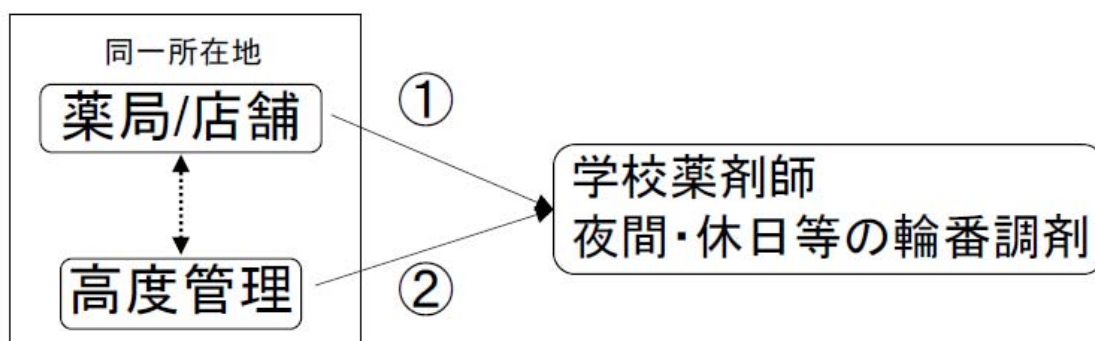 同一所在地
薬局/店舗
高度管理
①
②
学校薬剤師
夜間・休日等の輪番調剤